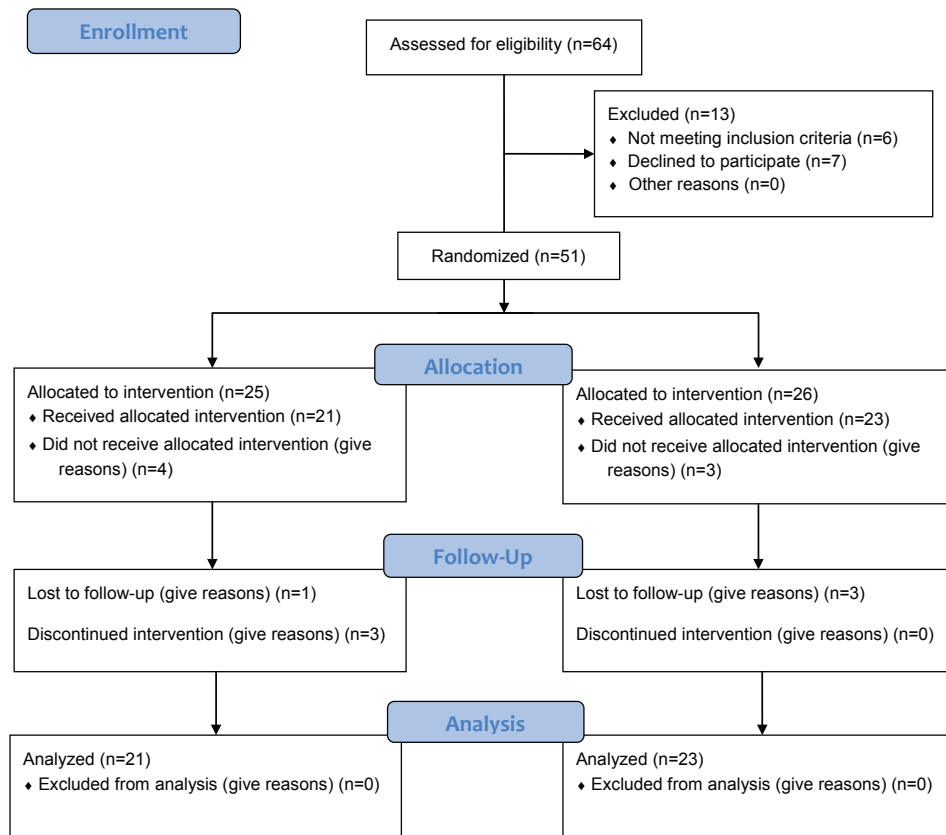 Enrollment
Assessed for eligibility (n=64)
Excluded (n=13)
♦ Not meeting inclusion criteria (n=6)
♦ Declined to participate (n=7)
♦ Other reasons (n=0)
Randomized (n=51)
Allocation
Allocated to intervention (n=25)
♦ Received allocated intervention (n=21)
♦ Did not receive allocated intervention (give
reasons) (n=4)
Allocated to intervention (n=26)
♦ Received allocated intervention (n=23)
♦ Did not receive allocated intervention (give
reasons) (n=3)
Follow-Up
Lost to follow-up (give reasons) (n=1)
Discontinued intervention (give reasons) (n=3)
Lost to follow-up (give reasons) (n=3)
Discontinued intervention (give reasons) (n=0)
Analysis
Analyzed (n=21)
♦ Excluded from analysis (give reasons) (n=0)
Analyzed (n=23)
♦ Excluded from analysis (give reasons) (n=0)